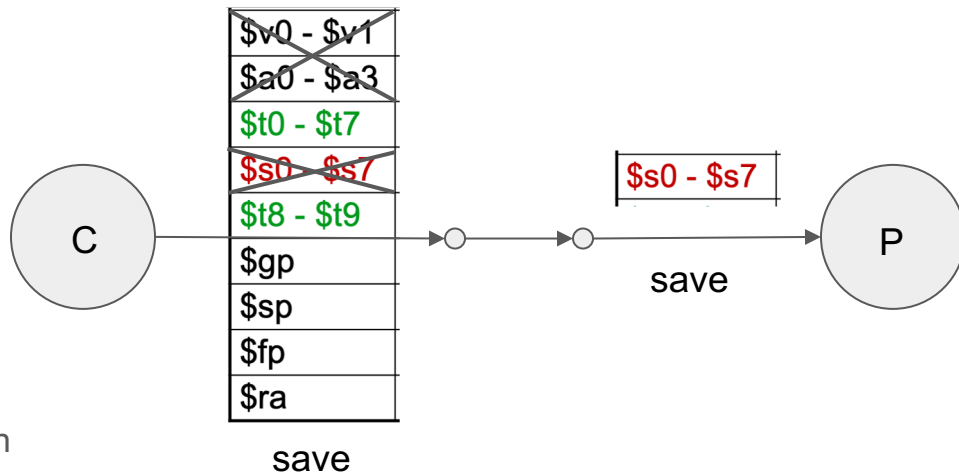 $v0 - $v1
$a0 - $a3
$t0 - $t7
$s0 - $s7
$t8 - $t9
$gp
$sp
$fp
$ra
save
C
$s0 - $s7
save
P